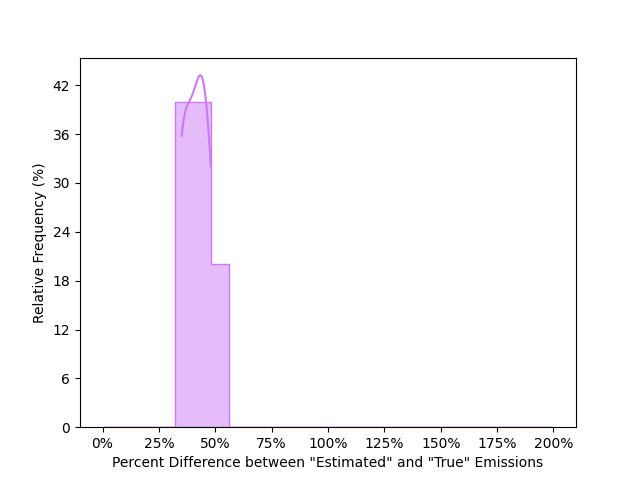 42
36
30
24
18
12
6
0
Relative Frequency (%)
0% 25% 50% 75% 100% 125% 150% 175% 200%
Percent Difference between "Estimated" and "True" Emissions